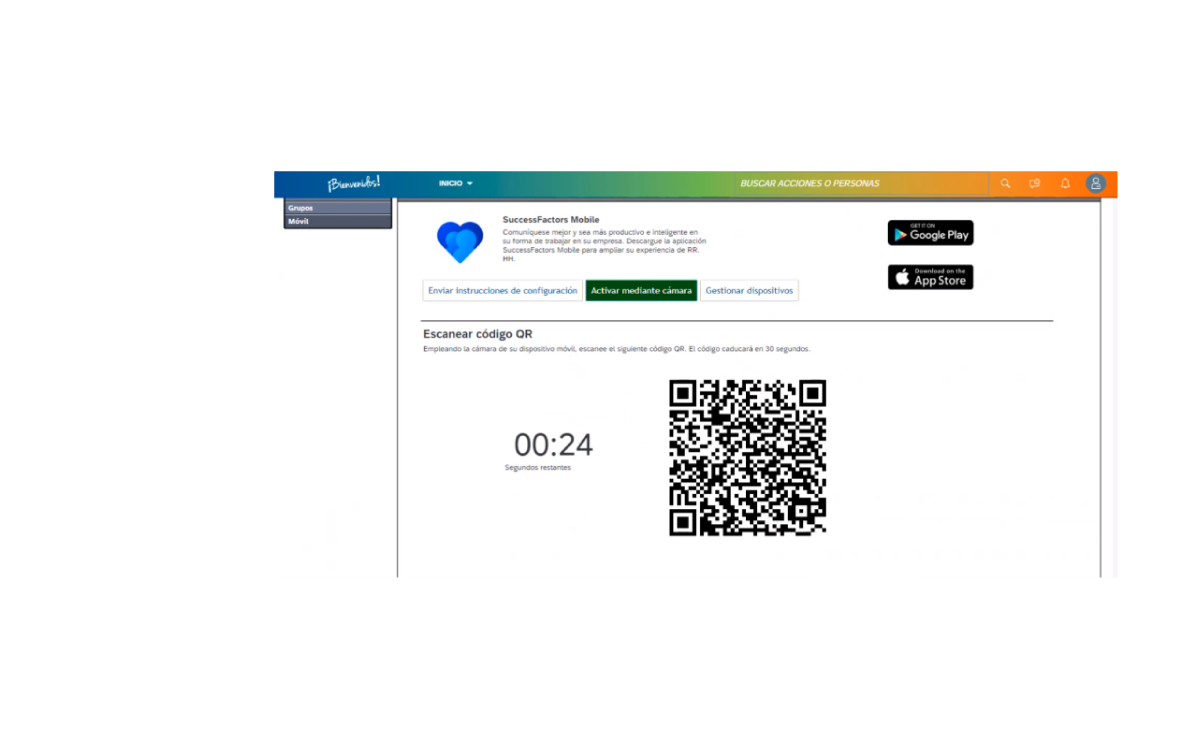 ¡Bienvenidos!
INICIO
BUSCAR ACCIONES O PERSONAS
Grupos
Móvil
SuccessFactors Mobile
Comuníquese mejor y sea más productivo e inteligente en
su forma de trabajar en su empresa. Descargue la aplicación
SuccessFactors Mobile para ampliar su experiencia de RR.
HH.
GET IT ON
Google Play
Download on the
App Store
Enviar instrucciones de configuración
Activar mediante cámara
Gestionar dispositivos
Escanear código QR
Empleando la cámara de su dispositivo móvil, escanee el siguiente código QR. El código caducará en 30 segundos.
00:24
Segundos restantes